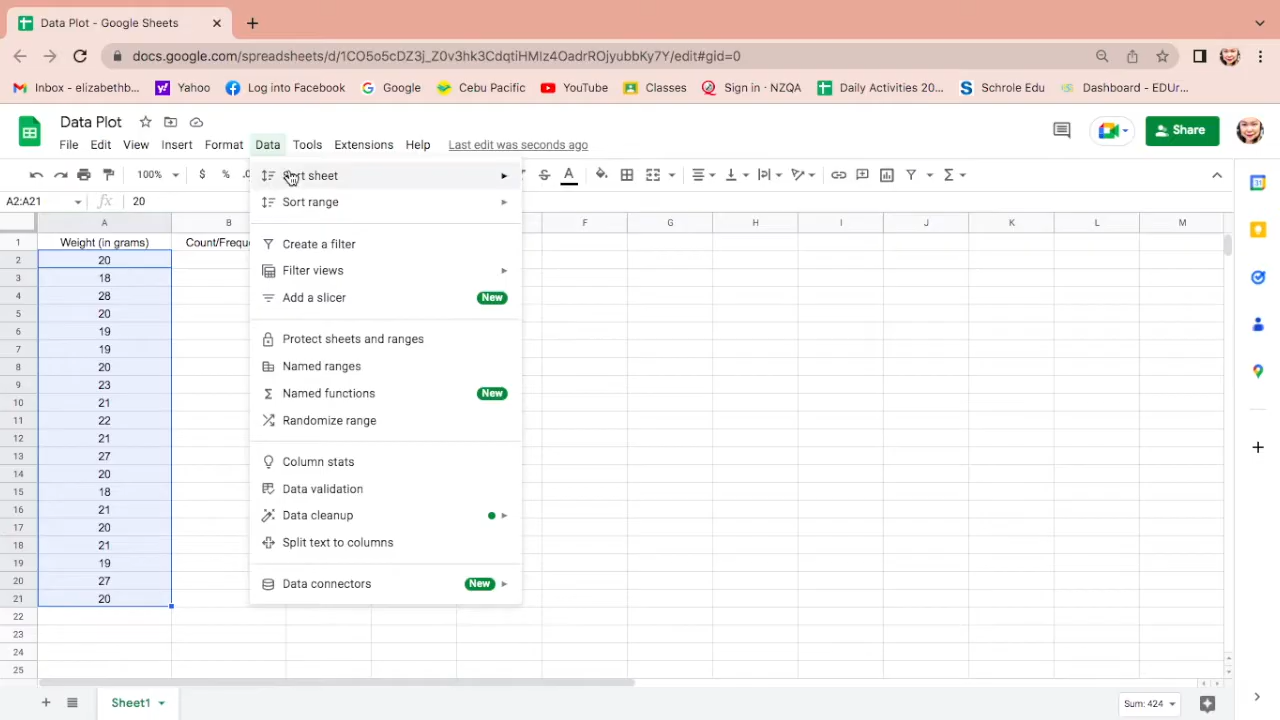 Data Plot - Google Sheets
docs.google.com/spreadsheets/d/1CO5o5cDZ3j_Z0v3hk3CdqtiHMIz4OadrROjyubbKy7Y/edit#gid=0
Inbox - elizabethb...
Yahoo
Log into Facebook
Google
Cebu Pacific
YouTube
Classes
Sign in · NZQA
Daily Activities 20...
Schrole Edu
Dashboard - EDUr...
Data Plot
File Edit View Insert Format Data Tools Extensions Help Last edit was seconds ago
Share
100% $ % .0
A2:A21 fx 20
A B F G H I J K L M
1 Weight (in grams) Count/Freque
2 20
3 18
4 28
5 20
6 19
7 19
8 20
9 23
10 21
11 22
12 21
13 27
14 20
15 18
16 21
17 20
18 21
19 19
20 27
21 20
22
23
24
25
Sort sheet
Sort range
Create a filter
Filter views
Add a slicer New
Protect sheets and ranges
Named ranges
Named functions New
Randomize range
Column stats
Data validation
Data cleanup
Split text to columns
Data connectors New
Sheet1
Sum: 424